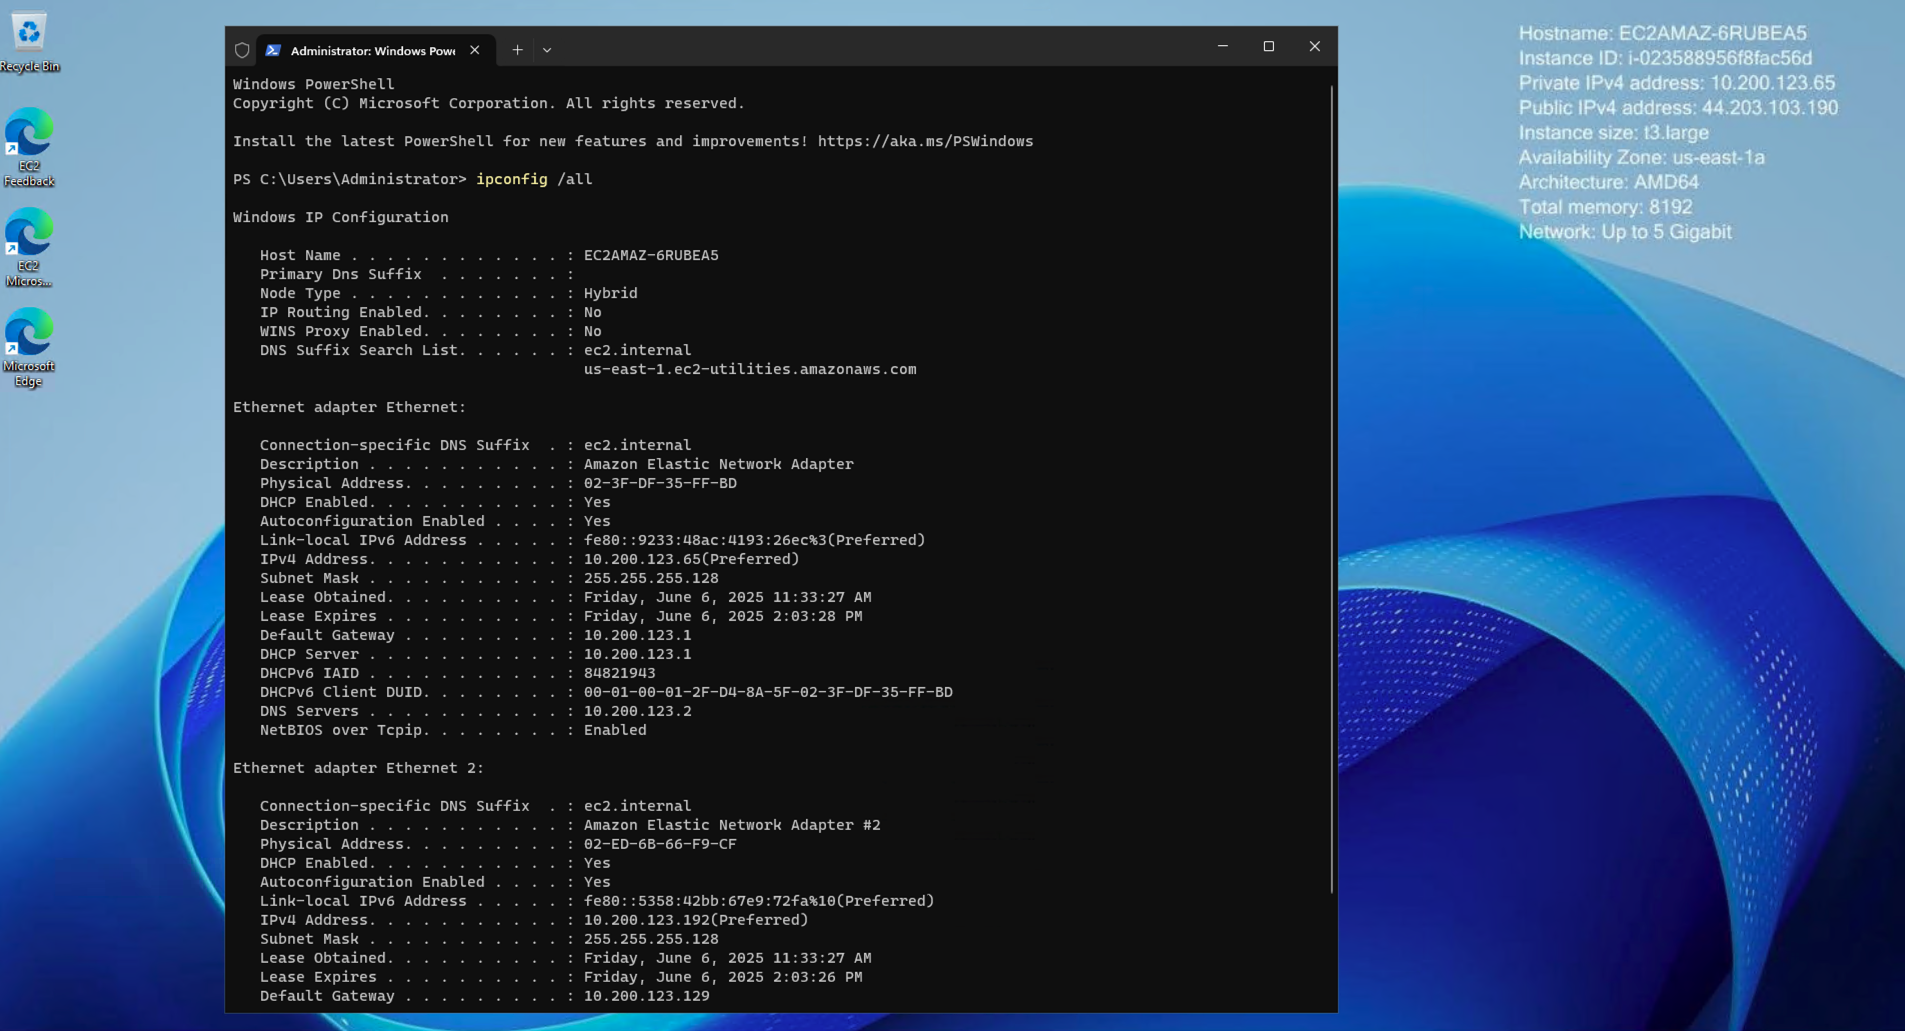 Recycle Bin
EC2
Feedback
EC2
Micros...
Microsoft
Edge
Administrator: Windows Powe
Windows PowerShell
Copyright (C) Microsoft Corporation. All rights reserved.
Install the latest PowerShell for new features and improvements! https://aka.ms/PSWindows
PS C:\Users\Administrator> ipconfig /all
Windows IP Configuration
Host Name . . . . . . . . . . . . : EC2AMAZ-6RUBEA5
Primary Dns Suffix  . . . . . . . :
Node Type . . . . . . . . . . . . : Hybrid
IP Routing Enabled. . . . . . . . : No
WINS Proxy Enabled. . . . . . . . : No
DNS Suffix Search List. . . . . . : ec2.internal
us-east-1.ec2-utilities.amazonaws.com
Ethernet adapter Ethernet:
Connection-specific DNS Suffix  . : ec2.internal
Description . . . . . . . . . . . : Amazon Elastic Network Adapter
Physical Address. . . . . . . . . : 02-3F-DF-35-FF-BD
DHCP Enabled. . . . . . . . . . . : Yes
Autoconfiguration Enabled . . . . : Yes
Link-local IPv6 Address . . . . . : fe80::9233:48ac:4193:26ec%3(Preferred)
IPv4 Address. . . . . . . . . . . : 10.200.123.65(Preferred)
Subnet Mask . . . . . . . . . . . : 255.255.255.128
Lease Obtained. . . . . . . . . . : Friday, June 6, 2025 11:33:27 AM
Lease Expires . . . . . . . . . . : Friday, June 6, 2025 2:03:28 PM
Default Gateway . . . . . . . . . : 10.200.123.1
DHCP Server . . . . . . . . . . . : 10.200.123.1
DHCPv6 IAID . . . . . . . . . . . : 84821943
DHCPv6 Client DUID. . . . . . . . : 00-01-00-01-2F-D4-8A-5F-02-3F-DF-35-FF-BD
DNS Servers . . . . . . . . . . . : 10.200.123.2
NetBIOS over Tcpip. . . . . . . . : Enabled
Ethernet adapter Ethernet 2:
Connection-specific DNS Suffix  . : ec2.internal
Description . . . . . . . . . . . : Amazon Elastic Network Adapter #2
Physical Address. . . . . . . . . : 02-ED-6B-66-F9-CF
DHCP Enabled. . . . . . . . . . . : Yes
Autoconfiguration Enabled . . . . : Yes
Link-local IPv6 Address . . . . . : fe80::5358:42bb:67e9:72fa%10(Preferred)
IPv4 Address. . . . . . . . . . . : 10.200.123.192(Preferred)
Subnet Mask . . . . . . . . . . . : 255.255.255.128
Lease Obtained. . . . . . . . . . : Friday, June 6, 2025 11:33:27 AM
Lease Expires . . . . . . . . . . : Friday, June 6, 2025 2:03:26 PM
Default Gateway . . . . . . . . . : 10.200.123.129
Hostname: EC2AMAZ-6RUBEA5
Instance ID: i-023588956f8fac56d
Private IPv4 address: 10.200.123.65
Public IPv4 address: 44.203.103.190
Instance size: t3.large
Availability Zone: us-east-1a
Architecture: AMD64
Total memory: 8192
Network: Up to 5 Gigabit